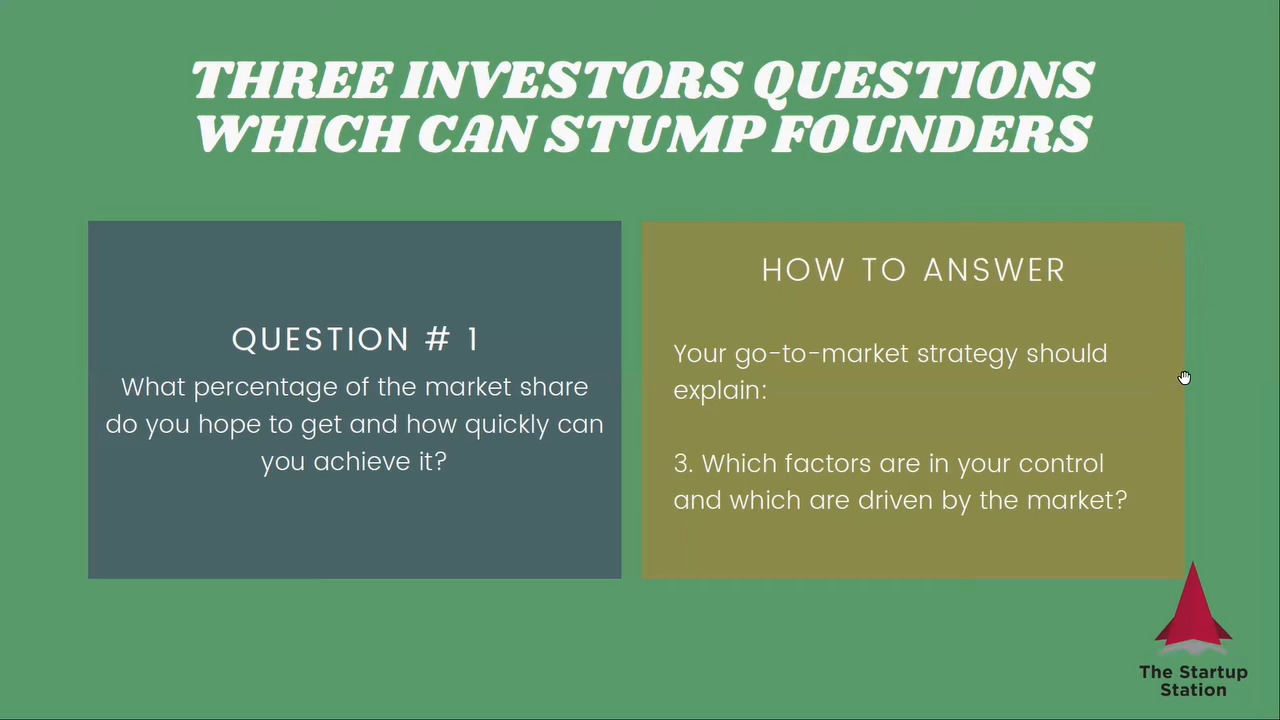 THREE INVESTORS QUESTIONS
WHICH CAN STUMP FOUNDERS
QUESTION # 1
What percentage of the market share
do you hope to get and how quickly can
you achieve it?
HOW TO ANSWER
Your go-to-market strategy should
explain:
3. Which factors are in your control
and which are driven by the market?
The Startup
Station